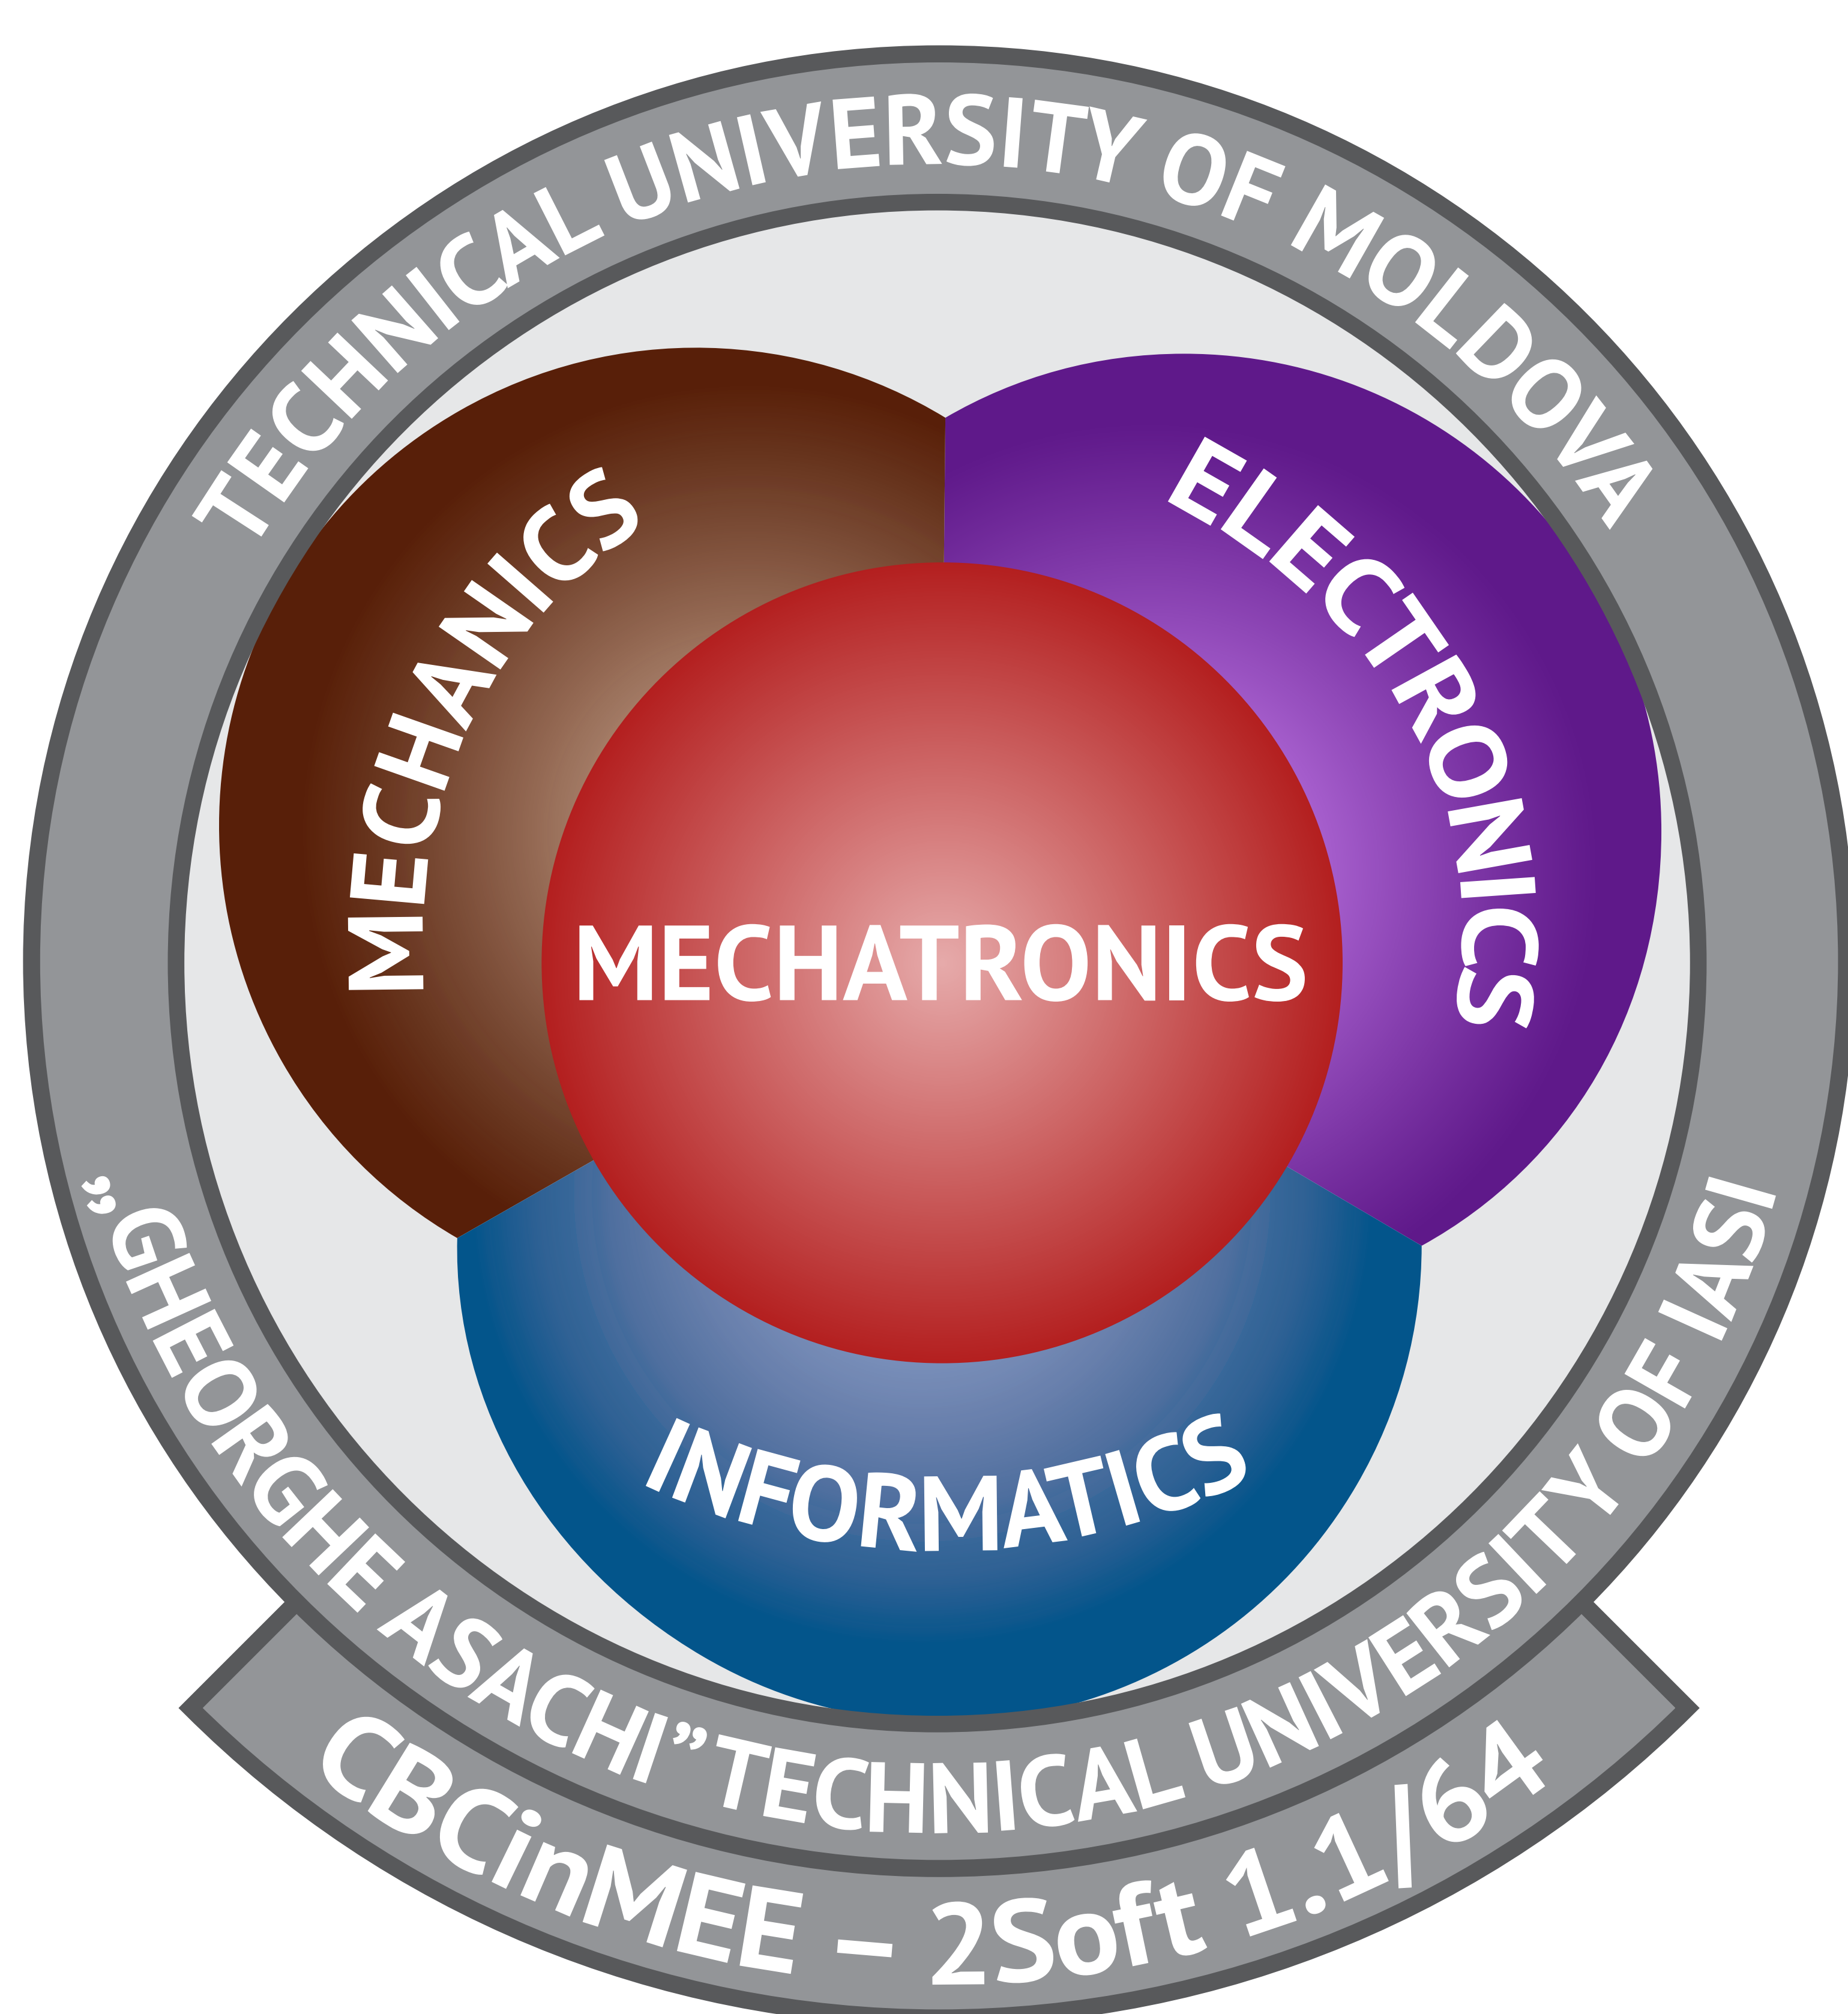 TECHNICAL UNIVERSITY OF MOLDOVA
MECHANICS
ELECTRONICS
MECHATRONICS
INFORMATICS
„GHEORGHE ASACHI” TECHNICAL UNIVERSITY OF IASI
CBCinMEE – 2Soft 1.1/64